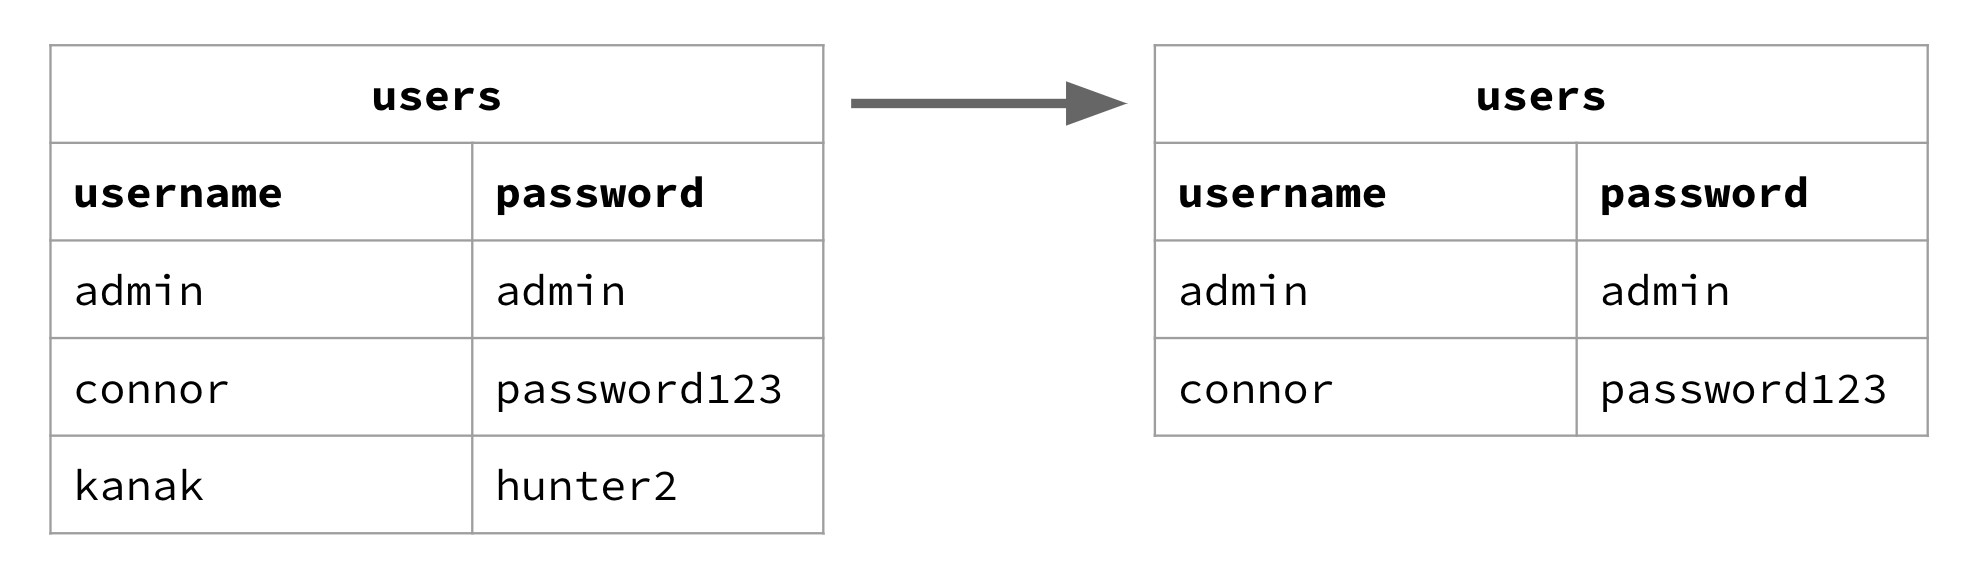 users
username password
admin admin
connor password123
kanak hunter2
users
username password
admin admin
connor password123